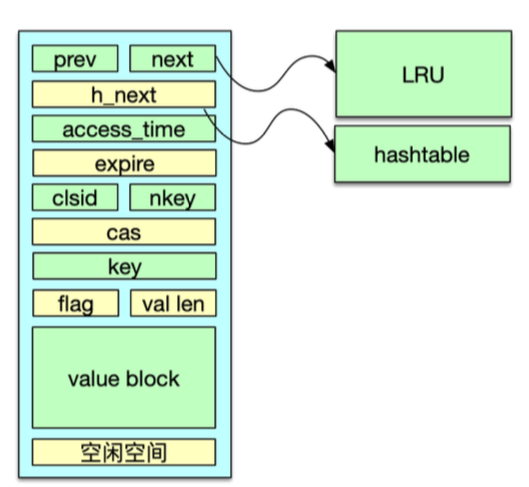 prev next
h_next
access_time
expire
clsid nkey
cas
key
flag val len
value block
空闲空间
LRU
hashtable